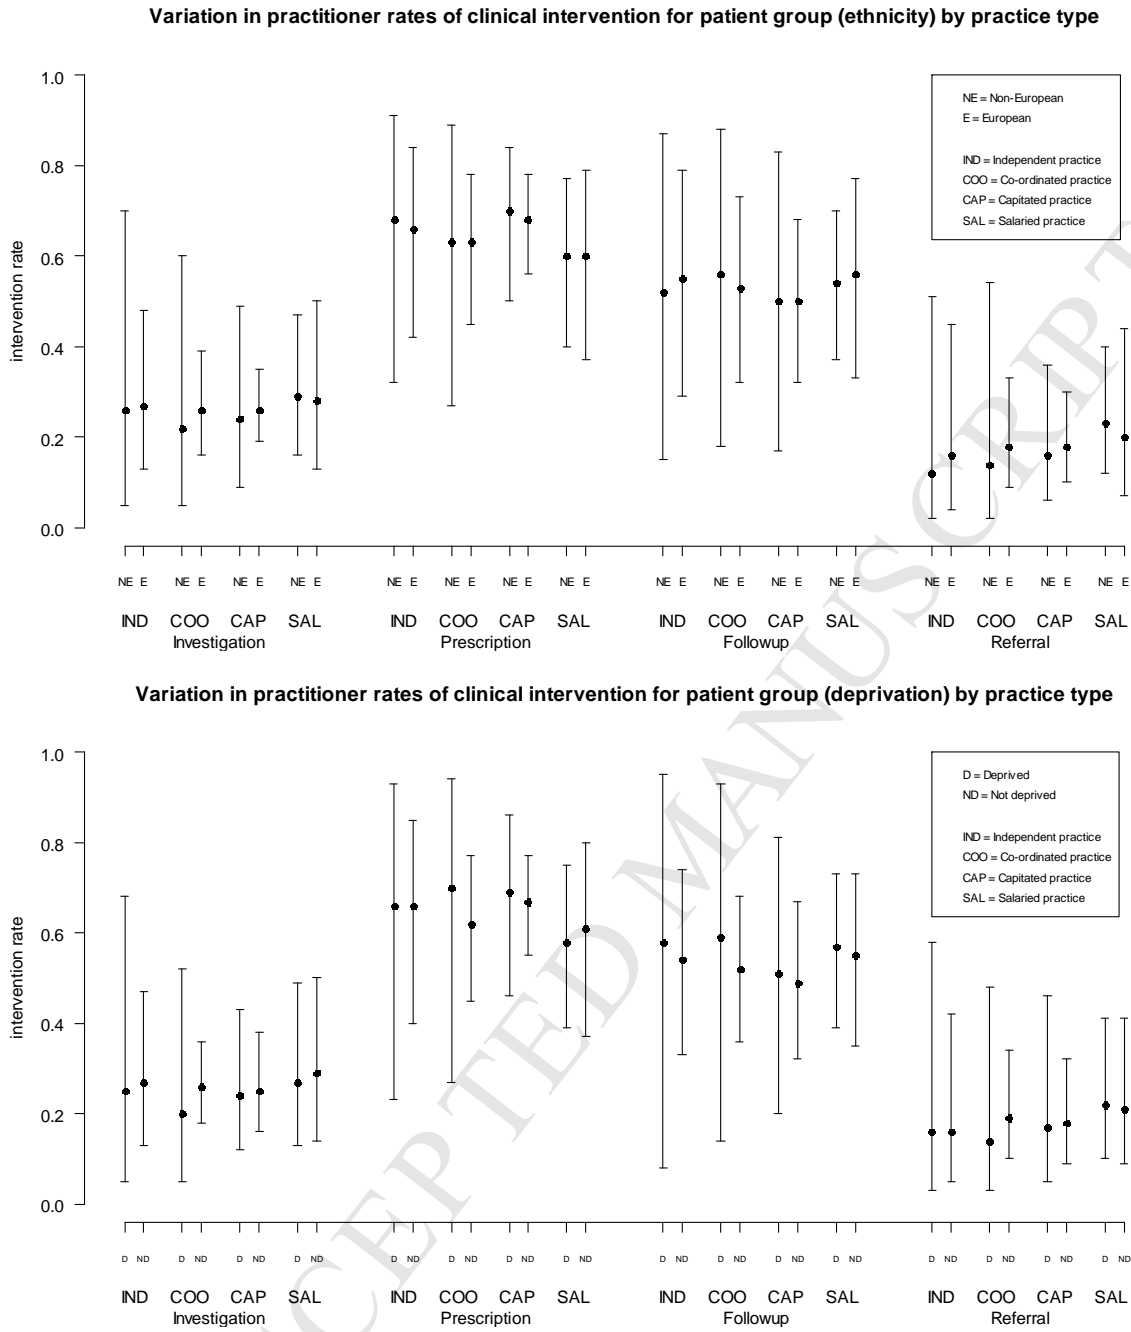 Variation in practitioner rates of clinical intervention for patient group (ethnicity) by practice type
1.0
0.8
0.6
0.4
0.2
0.0
intervention rate
NE = Non-European
E = European
IND = Independent practice
COO = Co-ordinated practice
CAP = Capitated practice
SAL = Salaried practice
NE E NE E NE E NE E NE E NE E NE E NE E NE E NE E NE E NE E NE E NE E NE E NE E
IND COO CAP SAL IND COO CAP SAL IND COO CAP SAL IND COO CAP SAL
Investigation Prescription Followup Referral
Variation in practitioner rates of clinical intervention for patient group (deprivation) by practice type
1.0
0.8
0.6
0.4
0.2
0.0
intervention rate
D = Deprived
ND = Not deprived
IND = Independent practice
COO = Co-ordinated practice
CAP = Capitated practice
SAL = Salaried practice
D ND D ND D ND D ND D ND D ND D ND D ND D ND D ND D ND D ND D ND D ND D ND D ND
IND COO CAP SAL IND COO CAP SAL IND COO CAP SAL IND COO CAP SAL
Investigation Prescription Followup Referral
CCEPTED MANUSCRIPT